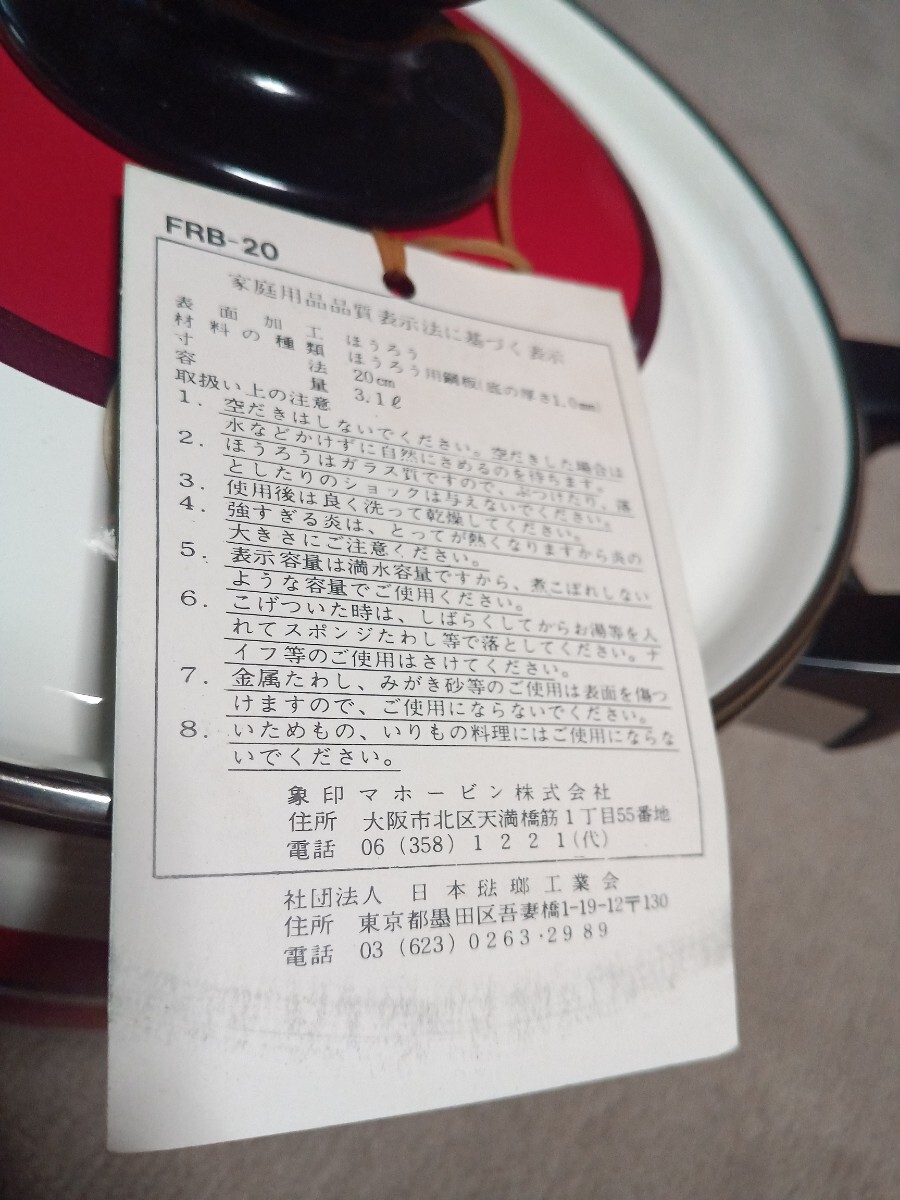 FRB-20
家庭用品品質表示法に基づく表示
表面加工 ほうろう
材料の種類 ほうろう用鋼板(底の厚さ1.0mm)
寸法 20cm
容量 3.1ℓ
取扱い上の注意
1. 空だきはしないでください。空だきした場合は
水などかけずに自然にさめるのを待ちます。
2. ほうろうはガラス質ですので、ぶつけたり、落
としたりのショックは与えないでください。
3. 使用後は良く洗って乾燥してください。
4. 強すぎる炎は、とってが熱くなりますから炎の
大きさにご注意ください。
5. 表示容量は満水容量ですから、煮こぼれしない
ような容量でご使用ください。
6. こげついた時は、しばらくしてからお湯等を入
れてスポンジたわし等で落としてください。ナ
イフ等のご使用はさけてください。
7. 金属たわし、みがき砂等のご使用は表面を傷つ
けますので、ご使用にならないでください。
8. いためもの、いりもの料理にはご使用にならな
いでください。
象印マホービン株式会社
住所 大阪市北区天満橋筋1丁目55番地
電話 06(358)1221(代)
社団法人 日本琺瑯工業会
住所 東京都墨田区吾妻橋1-19-12〒130
電話 03(623)0263・2989